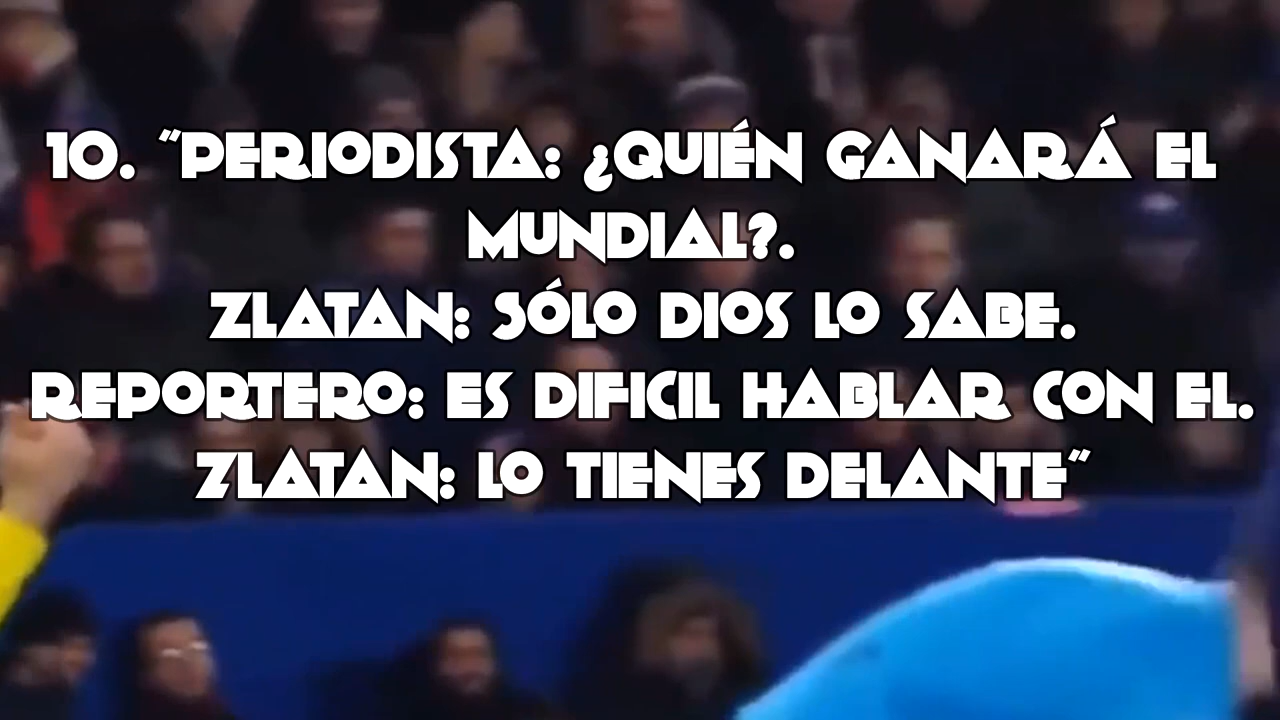 10. “PERIODISTA: ¿QUIÉN GANARÁ EL
MUNDIAL?.
ZLATAN: SÓLO DIOS LO SABE.
REPORTERO: ES DIFICIL HABLAR CON EL.
ZLATAN: LO TIENES DELANTE”